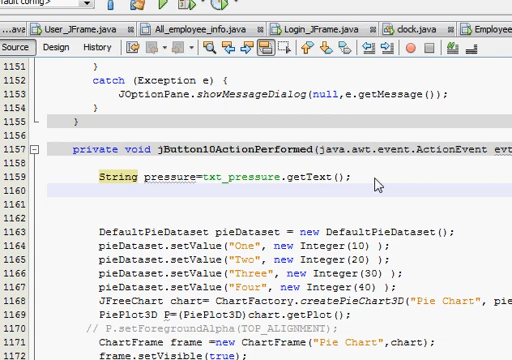 default config>
User_JFrame.java
All_employee_info.java
Login_JFrame.java
clock.java
Employee
Source
Design
History
1151 }
1152 catch (Exception e) {
1153 JOptionPane.showMessageDialog(null,e.getMessage());
1154 }
1155 }
1156
1157 private void jButton10ActionPerformed(java.awt.event.ActionEvent evt
1158
1159 String pressure=txt_pressure.getText();
1160
1161
1162
1163 DefaultPieDataset pieDataset = new DefaultPieDataset();
1164 pieDataset.setValue("One", new Integer(10) );
1165 pieDataset.setValue("Two", new Integer(20) );
1166 pieDataset.setValue("Three", new Integer(30) );
1167 pieDataset.setValue("Four", new Integer(40) );
1168 JFreeChart chart= ChartFactory.createPieChart3D("Pie Chart", pie
1169 PiePlot3D P=(PiePlot3D)chart.getPlot();
1170 // P.setForegroundAlpha(TOP_ALIGNMENT);
1171 ChartFrame frame =new ChartFrame("Pie Chart",chart);
1172 frame.setVisible(true);